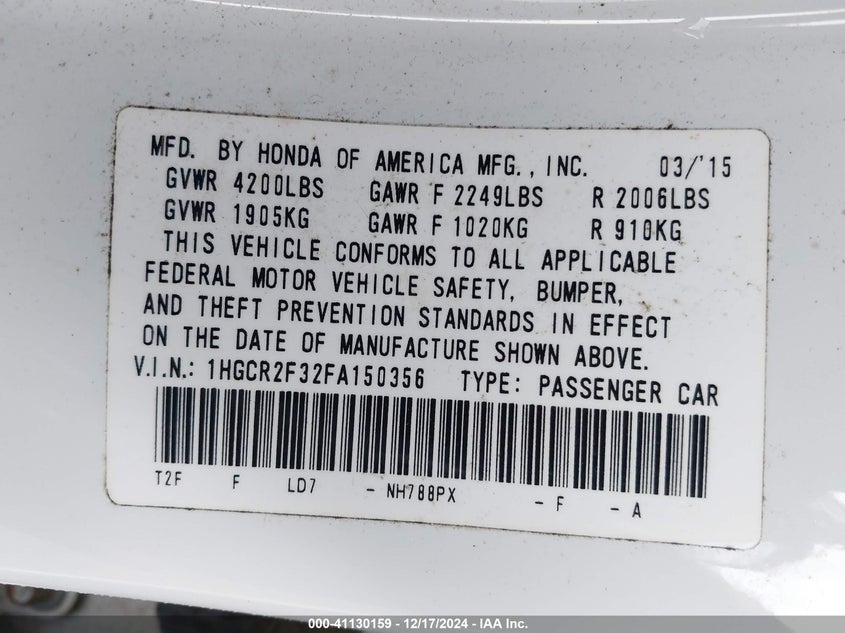 MFD. BY HONDA OF AMERICA MFG., INC. 03/'15
GVWR 4200LBS GAWR F 2249LBS R 2006LBS
GVWR 1905KG GAWR F 1020KG R 910KG
THIS VEHICLE CONFORMS TO ALL APPLICABLE
FEDERAL MOTOR VEHICLE SAFETY, BUMPER,
AND THEFT PREVENTION STANDARDS IN EFFECT
ON THE DATE OF MANUFACTURE SHOWN ABOVE.
V.I.N.: 1HGCR2F32FA150356 TYPE: PASSENGER CAR
T2F F LD7 - NH788PX - F - A
000-41130159 - 12/17/2024 - IAA Inc.